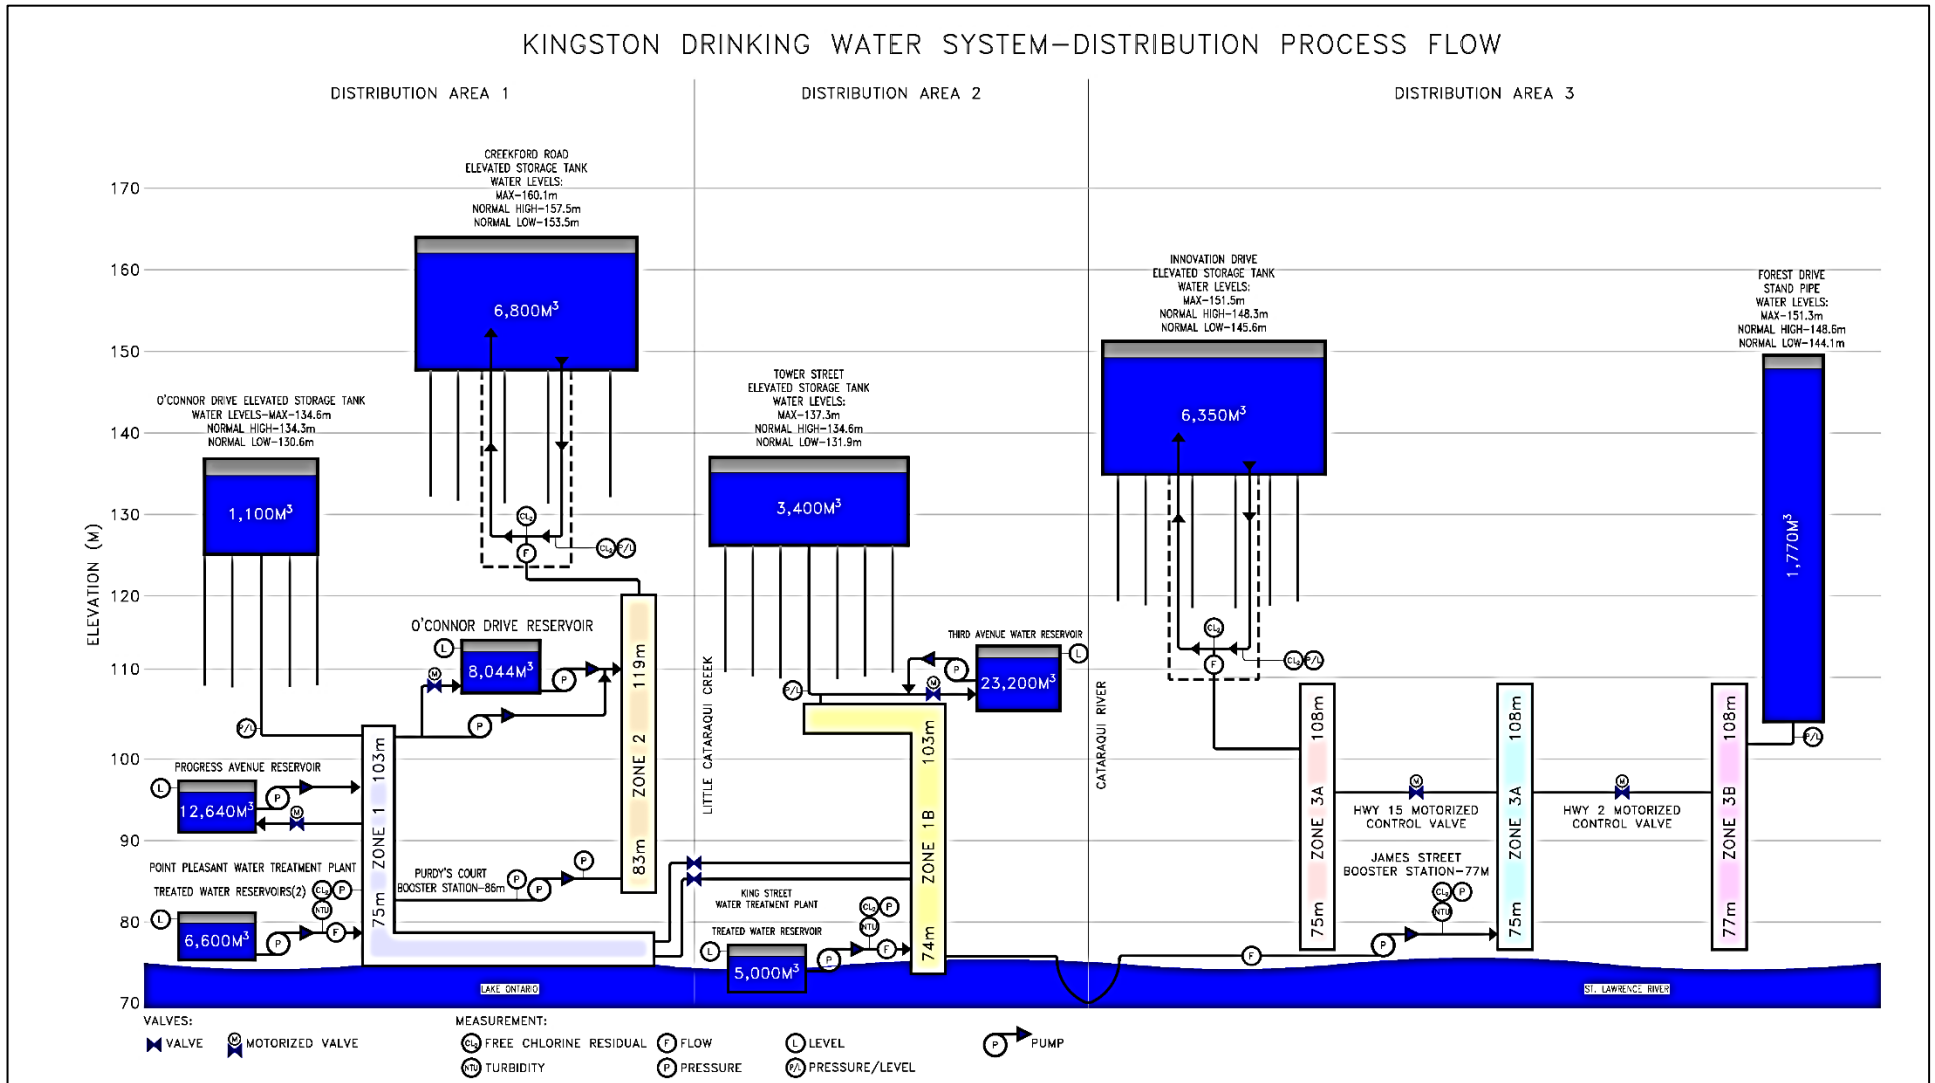 KINGSTON DRINKING WATER SYSTEM-DISTRIBUTION PROCESS FLOW
DISTRIBUTION AREA 1
DISTRIBUTION AREA 2
DISTRIBUTION AREA 3
ELEVATION (M)
170
160
150
140
130
120
110
100
90
80
70
CREEKFORD ROAD
ELEVATED STORAGE TANK
WATER LEVELS:
MAX-160.1m
NORMAL HIGH-157.5m
NORMAL LOW-153.5m
6,800M³
CL₂
F
CL₂
P/L
O'CONNOR DRIVE ELEVATED STORAGE TANK
WATER LEVELS-MAX-134.6m
NORMAL HIGH-134.3m
NORMAL LOW-130.6m
1,100M³
P/L
O'CONNOR DRIVE RESERVOIR
L
8,044M³
M
P
P
PROGRESS AVENUE RESERVOIR
L
12,640M³
P
M
POINT PLEASANT WATER TREATMENT PLANT
TREATED WATER RESERVOIRS(2)
CL₂
P
NTU
L
6,600M³
P
F
75m ZONE 1 103m
83m ZONE 2 119m
PURDY'S COURT
BOOSTER STATION-86m
P
P
P
LITTLE CATARAQUI CREEK
TOWER STREET
ELEVATED STORAGE TANK
WATER LEVELS:
MAX-137.3m
NORMAL HIGH-134.6m
NORMAL LOW-131.9m
3,400M³
P/L
THIRD AVENUE WATER RESERVOIR
L
P
M
23,200M³
74m ZONE 1B 103m
KING STREET
WATER TREATMENT PLANT
CL₂
P
NTU
TREATED WATER RESERVOIR
L
5,000M³
P
F
CATARAQUI RIVER
INNOVATION DRIVE
ELEVATED STORAGE TANK
WATER LEVELS:
MAX-151.5m
NORMAL HIGH-148.3m
NORMAL LOW-145.6m
6,350M³
CL₂
F
CL₂
P/L
FOREST DRIVE
STAND PIPE
WATER LEVELS:
MAX-151.3m
NORMAL HIGH-148.6m
NORMAL LOW-144.1m
1,770M³
P/L
75m ZONE 3A 108m
M
HWY 15 MOTORIZED
CONTROL VALVE
75m ZONE 3A 108m
M
HWY 2 MOTORIZED
CONTROL VALVE
77m ZONE 3B 108m
JAMES STREET
BOOSTER STATION-77M
CL₂
P
NTU
P
F
LAKE ONTARIO
ST. LAWRENCE RIVER
VALVES:
VALVE
M
MOTORIZED VALVE
MEASUREMENT:
CL₂ FREE CHLORINE RESIDUAL
NTU TURBIDITY
F FLOW
P PRESSURE
L LEVEL
P/L PRESSURE/LEVEL
P PUMP